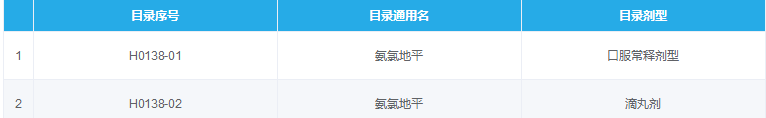 目录序号 目录通用名 目录剂型
1 H0138-01 氨氯地平 口服常释剂型
2 H0138-02 氨氯地平 滴丸剂